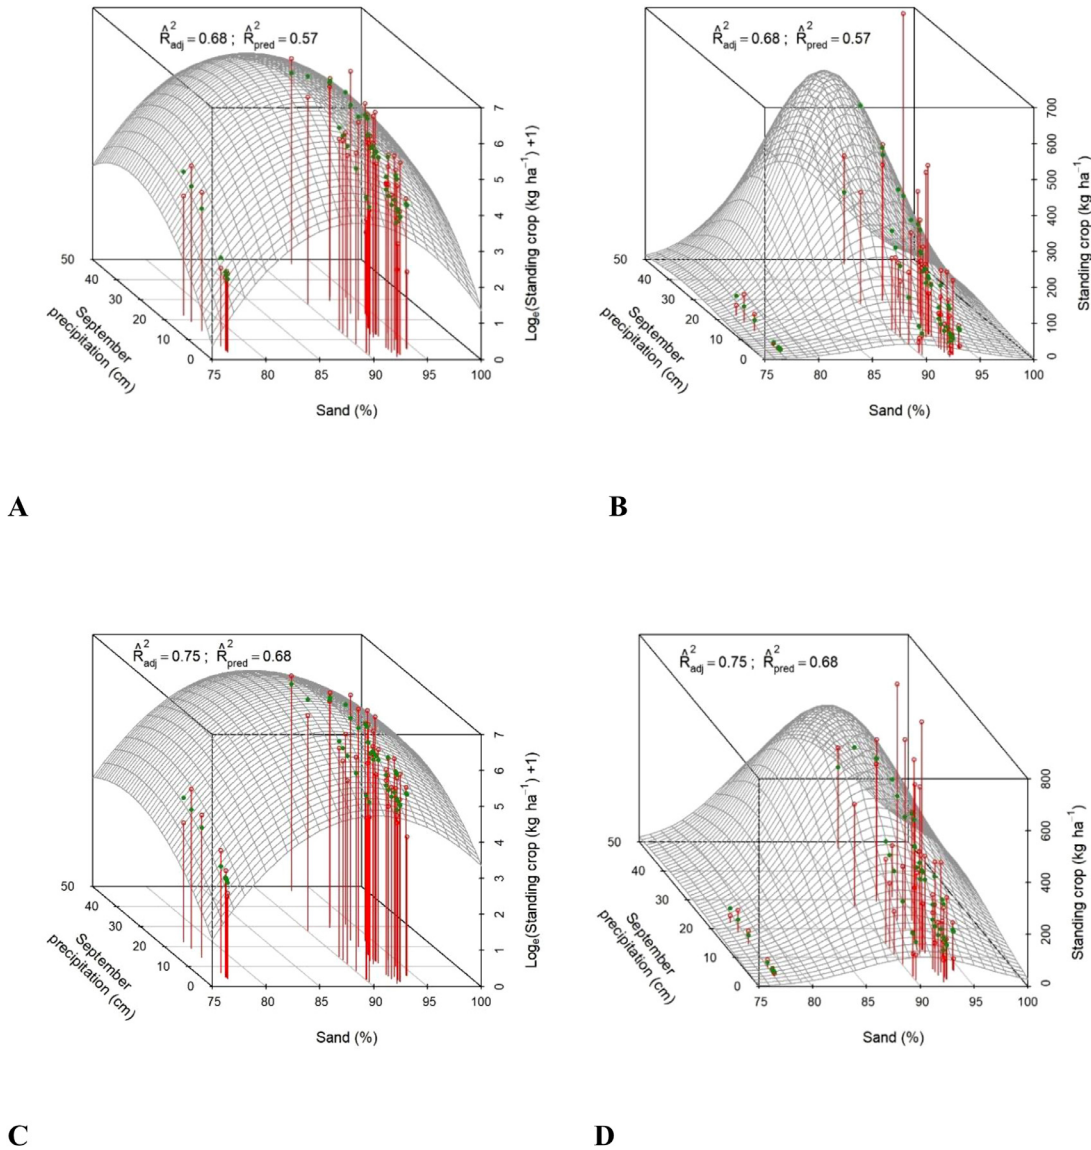 R̂²adj = 0.68 ; R̂²pred = 0.57
7
6
5
4
3
2
1
0
Logₑ(Standing crop (kg ha⁻¹) +1)
50
40
30
20
10
0
September
precipitation (cm)
75 80 85 90 95 100
Sand (%)
A
R̂²adj = 0.68 ; R̂²pred = 0.57
700
600
500
400
300
200
100
0
Standing crop (kg ha⁻¹)
50
40
30
20
10
0
September
precipitation (cm)
75 80 85 90 95 100
Sand (%)
B
R̂²adj = 0.75 ; R̂²pred = 0.68
7
6
5
4
3
2
1
0
Logₑ(Standing crop (kg ha⁻¹) +1)
50
40
30
20
10
0
September
precipitation (cm)
75 80 85 90 95 100
Sand (%)
C
R̂²adj = 0.75 ; R̂²pred = 0.68
800
600
400
200
0
Standing crop (kg ha⁻¹)
50
40
30
20
10
0
September
precipitation (cm)
75 80 85 90 95 100
Sand (%)
D